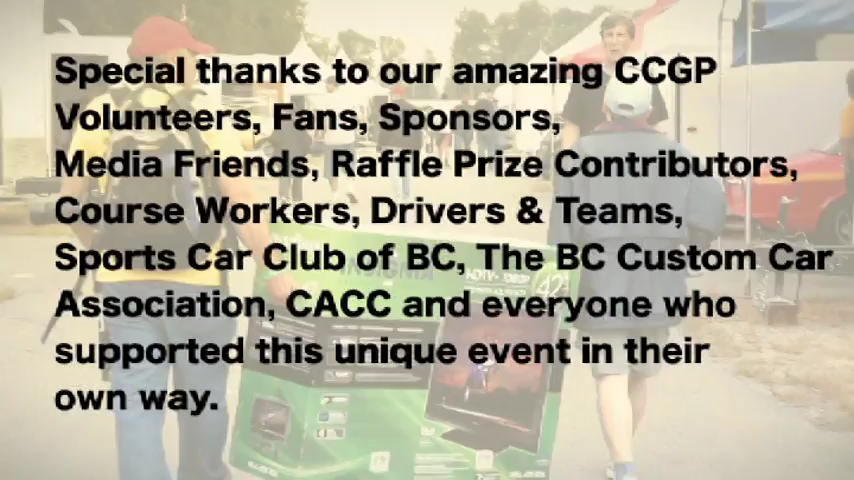 Special thanks to our amazing CCGP
Volunteers, Fans, Sponsors,
Media Friends, Raffle Prize Contributors,
Course Workers, Drivers & Teams,
Sports Car Club of BC, The BC Custom Car
Association, CACC and everyone who
supported this unique event in their
own way.
INSIGNIA
42"